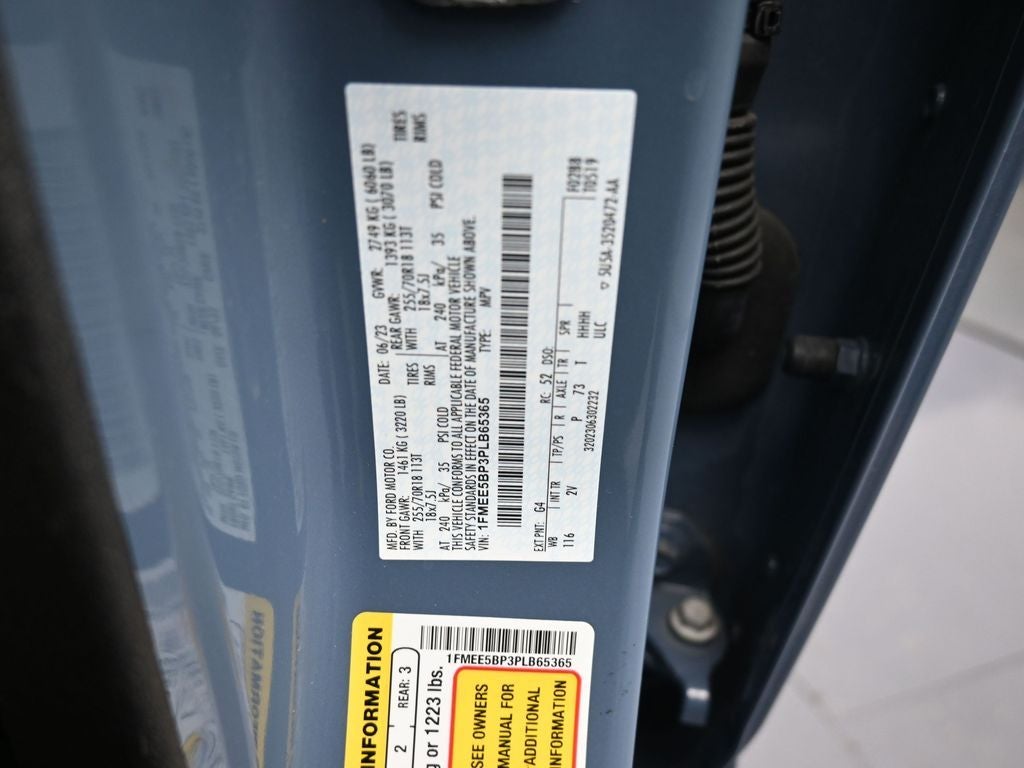 MFD. BY FORD MOTOR CO.
DATE: 06/23 GVWR: 2749 KG ( 6060 LB)
FRONT GAWR: 1461 KG ( 3220 LB)
REAR GAWR: 1393 KG ( 3070 LB)
WITH 255/70R18 113T TIRES
WITH 255/70R18 113T TIRES
18x7.5J RIMS
18x7.5J RIMS
AT 240 kPa/ 35 PSI COLD
AT 240 kPa/ 35 PSI COLD
THIS VEHICLE CONFORMS TO ALL APPLICABLE FEDERAL MOTOR VEHICLE
SAFETY STANDARDS IN EFFECT ON THE DATE OF MANUFACTURE SHOWN ABOVE.
VIN: 1FMEE5BP3PLB65365 TYPE: MPV
EXT PNT: G4 RC: 52 DSO: F0288
T0519
WB INT TR TP/PS R AXLE TR SPR
116 2V P 73 T HHHH
ULC
3202306302232 5USA-3520472-AA
INFORMATION
2 REAR: 3
1FMEE5BP3PLB65365
g or 1223 lbs.
SEE OWNERS
MANUAL FOR
ADDITIONAL
INFORMATION